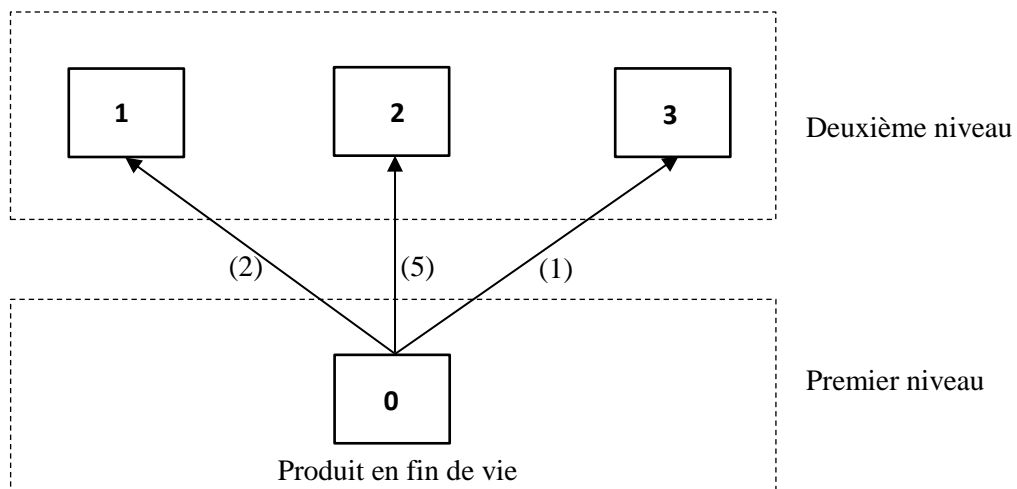 1
2
3
Deuxième niveau
(2)
(5)
(1)
Premier niveau
0
Produit en fin de vie